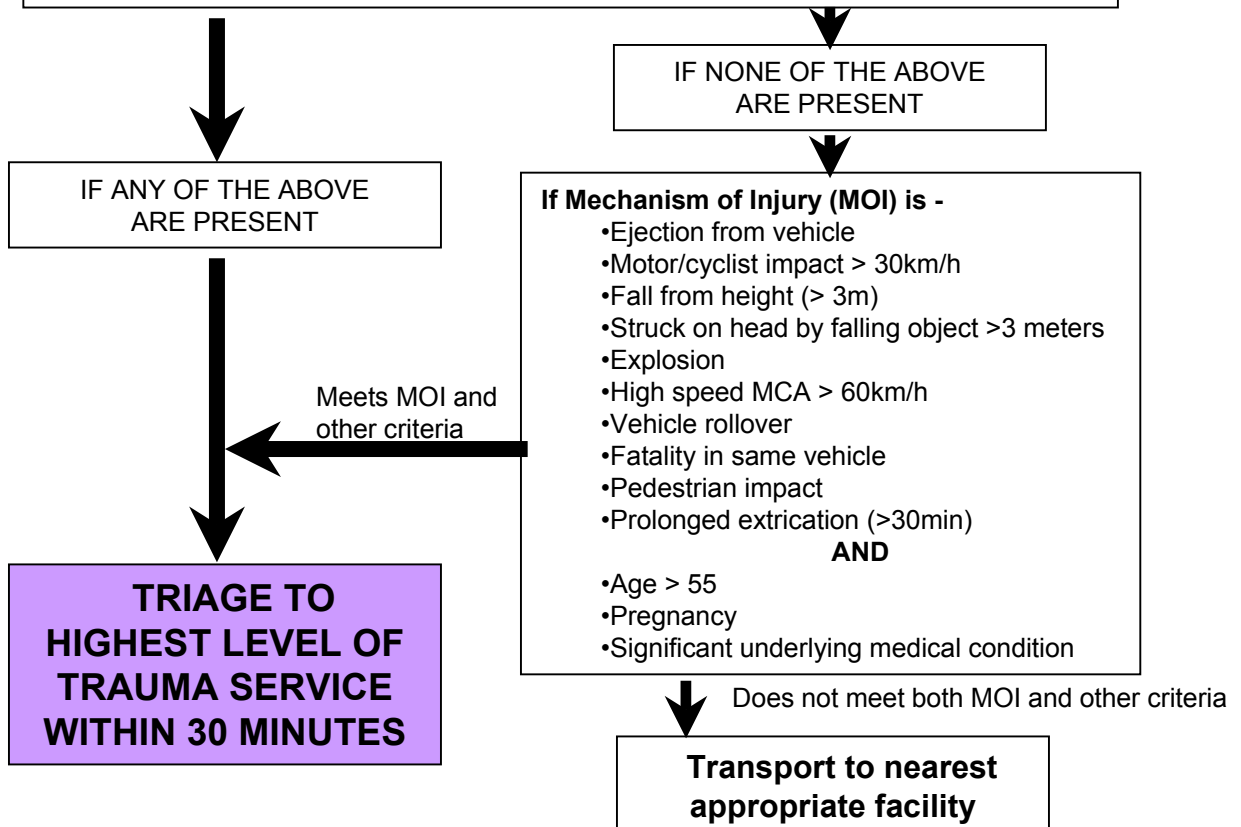 IF NONE OF THE ABOVE
ARE PRESENT
IF ANY OF THE ABOVE
ARE PRESENT
If Mechanism of Injury (MOI) is -
•Ejection from vehicle
•Motor/cyclist impact > 30km/h
•Fall from height (> 3m)
•Struck on head by falling object >3 meters
•Explosion
•High speed MCA > 60km/h
•Vehicle rollover
•Fatality in same vehicle
•Pedestrian impact
•Prolonged extrication (>30min)
AND
•Age > 55
•Pregnancy
•Significant underlying medical condition
Meets MOI and
other criteria
TRIAGE TO
HIGHEST LEVEL OF
TRAUMA SERVICE
WITHIN 30 MINUTES
Does not meet both MOI and other criteria
Transport to nearest
appropriate facility